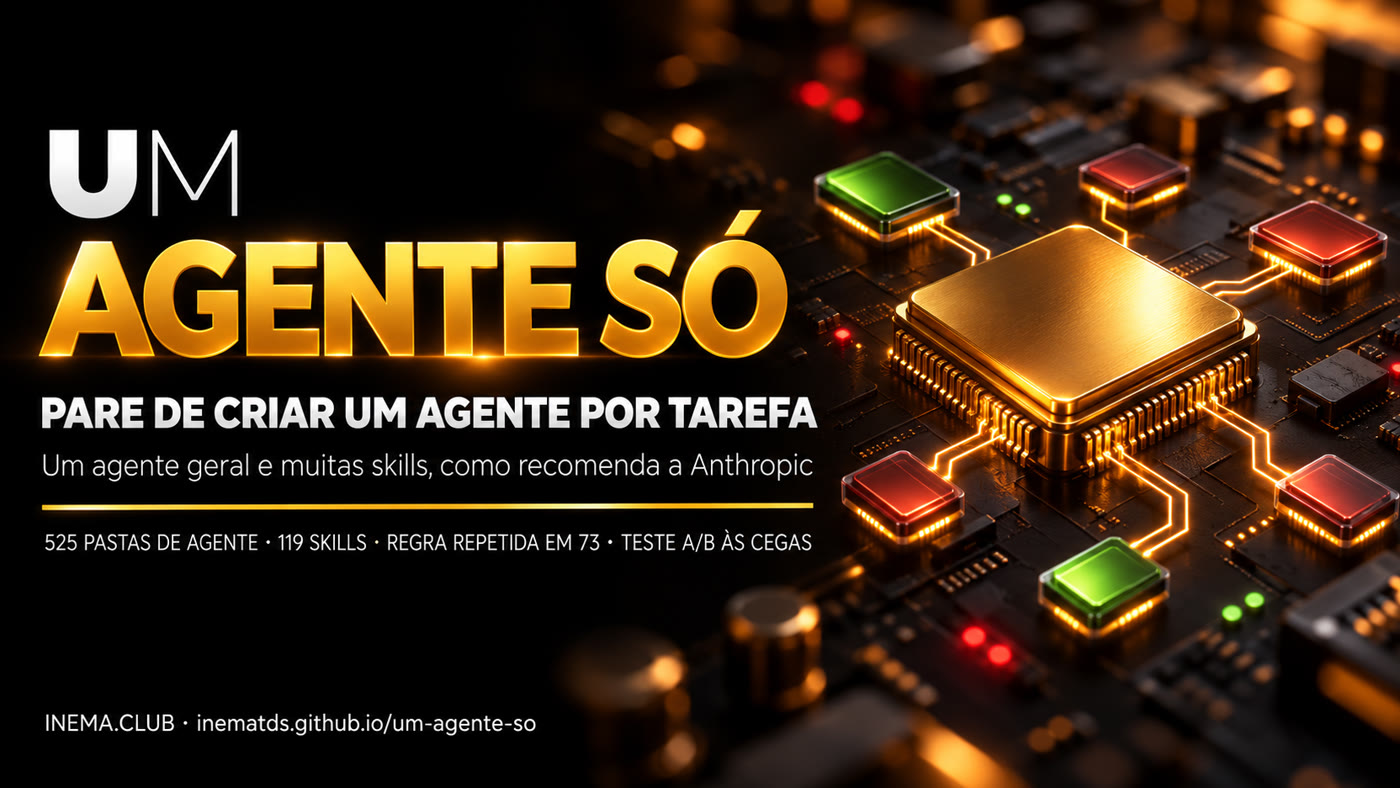 UM
AGENTE SÓ
PARE DE CRIAR UM AGENTE POR TAREFA
Um agente geral e muitas skills, como recomenda a Anthropic
525 PASTAS DE AGENTE • 119 SKILLS • REGRA REPETIDA EM 73 • TESTE A/B ÀS CEGAS
INEMA.CLUB • inematds.github.io/um-agente-so